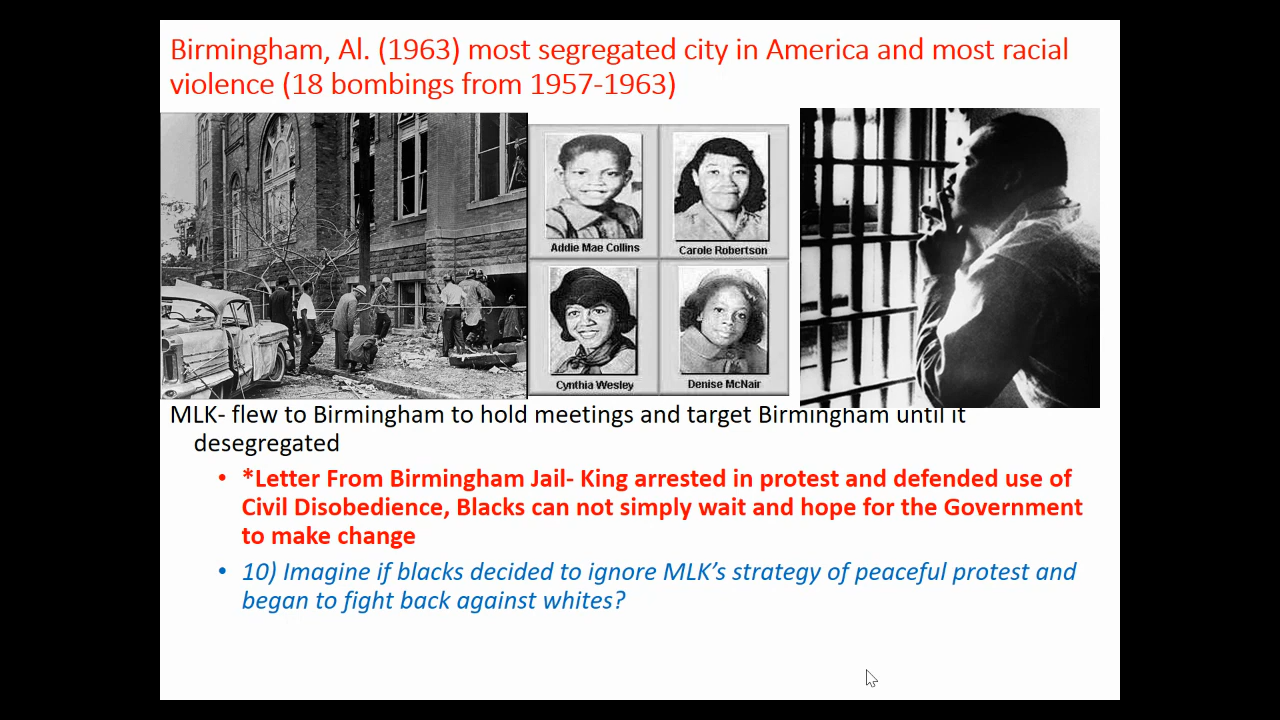 Birmingham, Al. (1963) most segregated city in America and most racial
violence (18 bombings from 1957-1963)
Addie Mae Collins
Carole Robertson
Cynthia Wesley
Denise McNair
MLK- flew to Birmingham to hold meetings and target Birmingham until it
desegregated
• *Letter From Birmingham Jail- King arrested in protest and defended use of
Civil Disobedience, Blacks can not simply wait and hope for the Government
to make change
• 10) Imagine if blacks decided to ignore MLK’s strategy of peaceful protest and
began to fight back against whites?